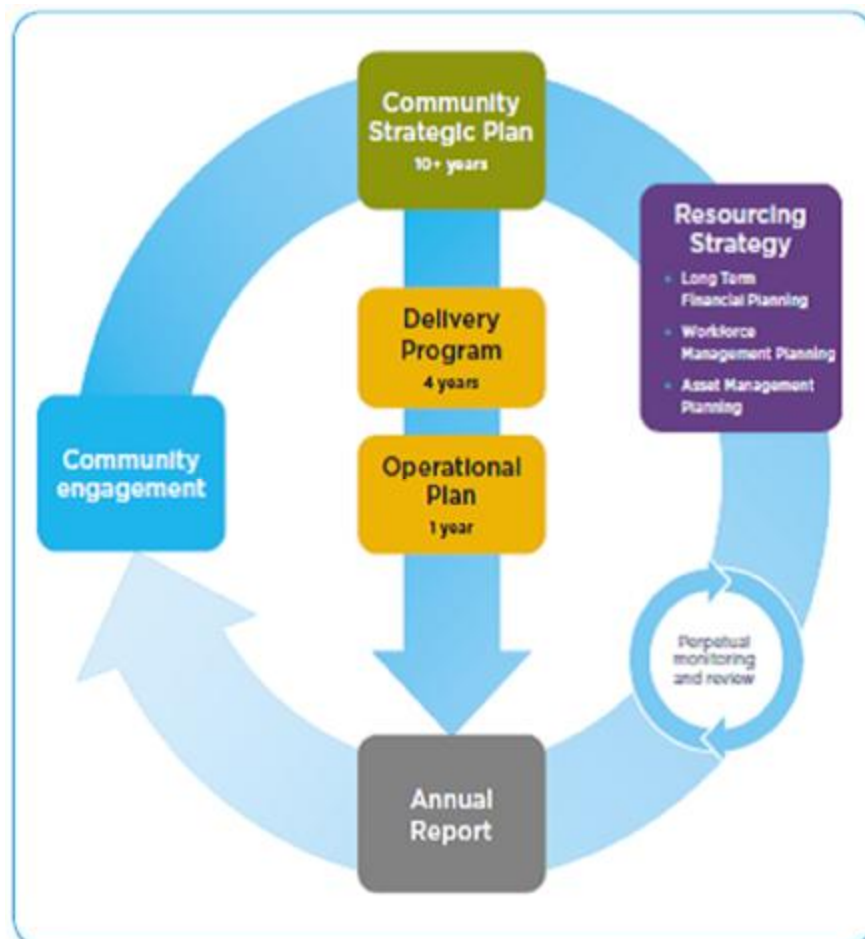 Community
Strategic Plan
10+ years
Resourcing
Strategy
• Long Term
Financial Planning
• Workforce
Management Planning
• Asset Management
Planning
Delivery
Program
4 years
Community
engagement
Operational
Plan
1 year
Perpetual
monitoring
and review
Annual
Report